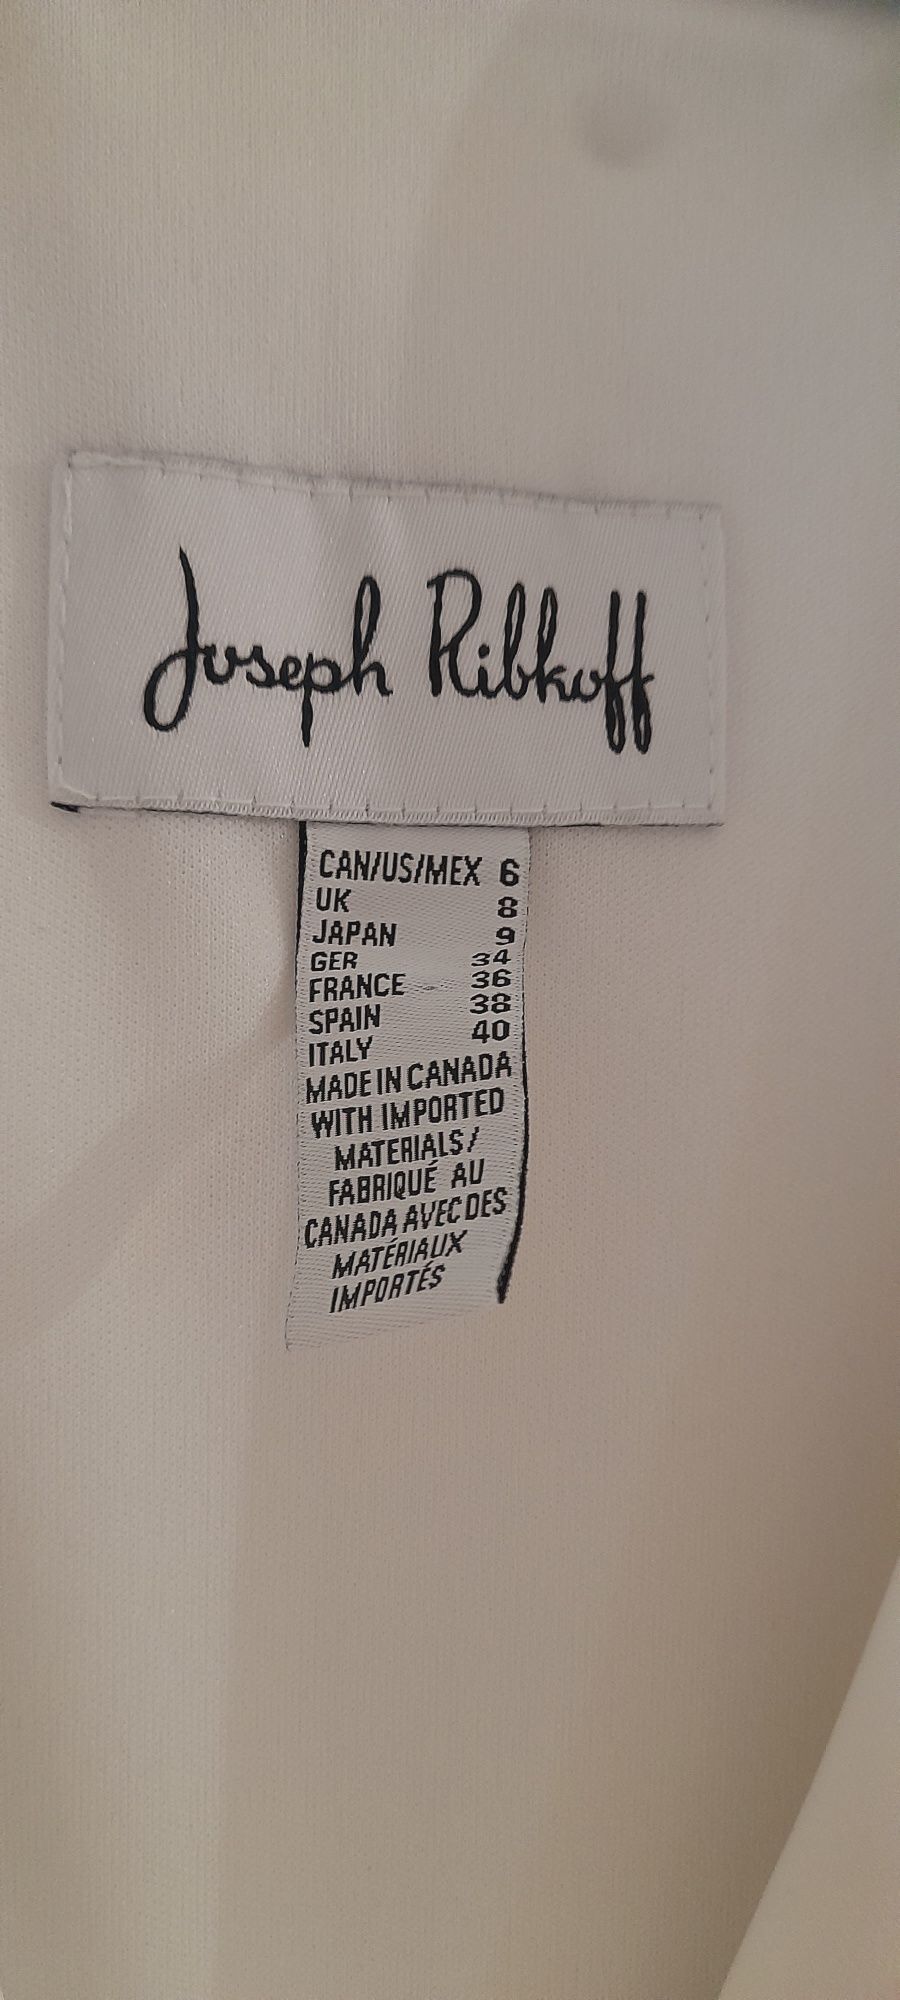 Joseph Ribkoff
CAN/US/MEX 6
UK 8
JAPAN 9
GER 34
FRANCE 36
SPAIN 38
ITALY 40
MADE IN CANADA
WITH IMPORTED
MATERIALS/
FABRIQUÉ AU
CANADA AVEC DES
MATÉRIAUX
IMPORTÉS